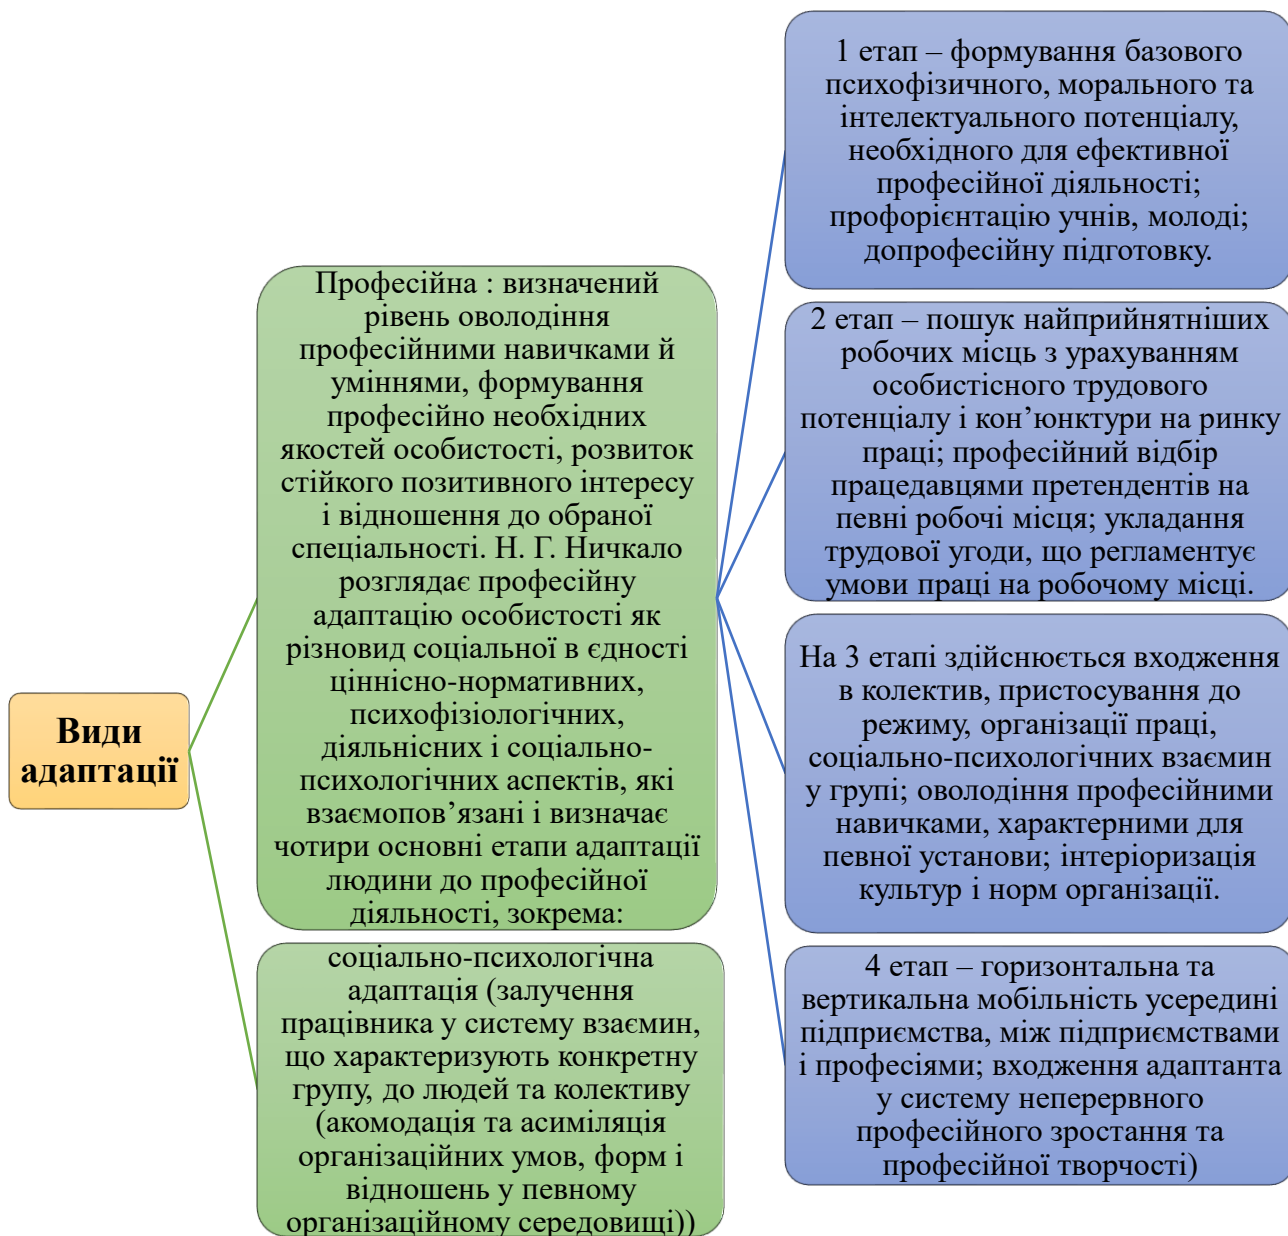 Види
адаптації
Професійна : визначений
рівень оволодіння
професійними навичками й
уміннями, формування
професійно необхідних
якостей особистості, розвиток
стійкого позитивного інтересу
і відношення до обраної
спеціальності. Н. Г. Ничкало
розглядає професійну
адаптацію особистості як
різновид соціальної в єдності
ціннісно-нормативних,
психофізіологічних,
діяльнісних і соціально-
психологічних аспектів, які
взаємопов’язані і визначає
чотири основні етапи адаптації
людини до професійної
діяльності, зокрема:
соціально-психологічна
адаптація (залучення
працівника у систему взаємин,
що характеризують конкретну
групу, до людей та колективу
(акомодація та асиміляція
організаційних умов, форм і
відношень у певному
організаційному середовищі))
1 етап – формування базового
психофізичного, морального та
інтелектуального потенціалу,
необхідного для ефективної
професійної діяльності;
профорієнтацію учнів, молоді;
допрофесійну підготовку.
2 етап – пошук найприйнятніших
робочих місць з урахуванням
особистісного трудового
потенціалу і кон’юнктури на ринку
праці; професійний відбір
працедавцями претендентів на
певні робочі місця; укладання
трудової угоди, що регламентує
умови праці на робочому місці.
На 3 етапі здійснюється входження
в колектив, пристосування до
режиму, організації праці,
соціально-психологічних взаємин
у групі; оволодіння професійними
навичками, характерними для
певної установи; інтеріоризація
культур і норм організації.
4 етап – горизонтальна та
вертикальна мобільність усередині
підприємства, між підприємствами
і професіями; входження адаптанта
у систему неперервного
професійного зростання та
професійної творчості)